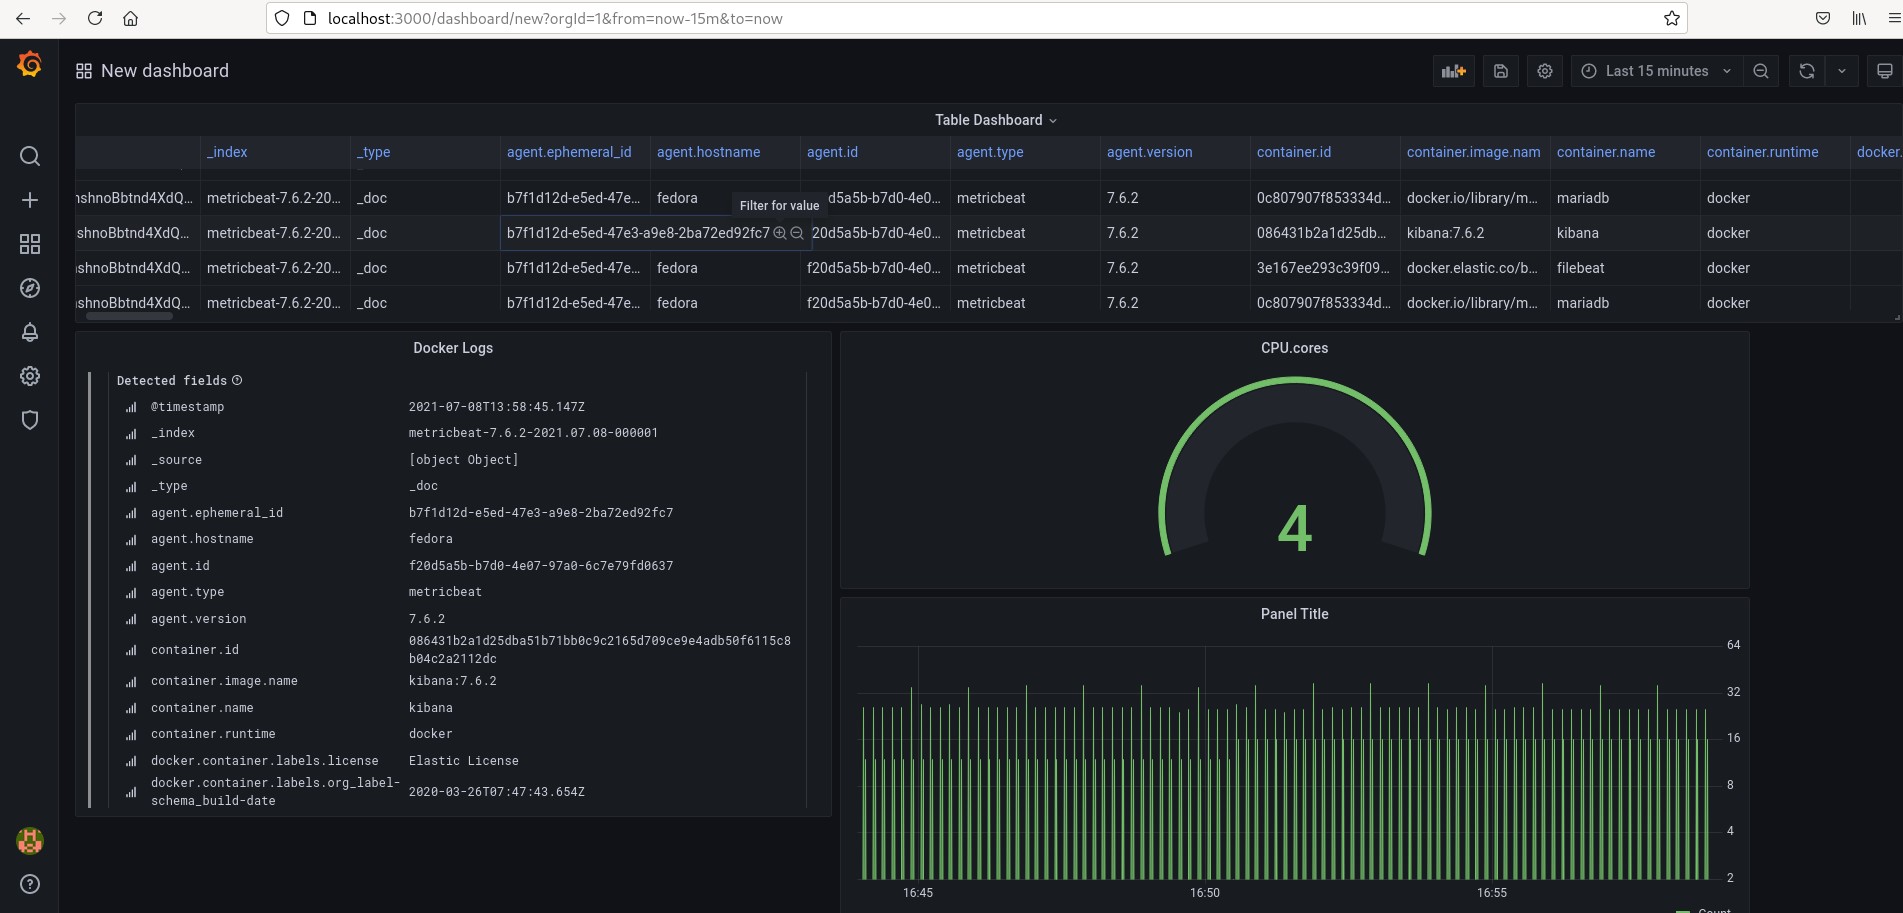 localhost:3000/dashboard/new?orgId=1&from=now-15m&to=now
New dashboard
Last 15 minutes
Table Dashboard
_index _type agent.ephemeral_id agent.hostname agent.id agent.type agent.version container.id container.image.nam container.name container.runtime docker.
shnoBbtnd4XdQ... metricbeat-7.6.2-20... _doc b7f1d12d-e5ed-47e... fedora d5a5b-b7d0-4e0... metricbeat 7.6.2 0c807907f853334d... docker.io/library/m... mariadb docker
Filter for value
shnoBbtnd4XdQ... metricbeat-7.6.2-20... _doc b7f1d12d-e5ed-47e3-a9e8-2ba72ed92fc7 20d5a5b-b7d0-4e0... metricbeat 7.6.2 086431b2a1d25db... kibana:7.6.2 kibana docker
shnoBbtnd4XdQ... metricbeat-7.6.2-20... _doc b7f1d12d-e5ed-47e... fedora f20d5a5b-b7d0-4e0... metricbeat 7.6.2 3e167ee293c39f09... docker.elastic.co/b... filebeat docker
shnoBbtnd4XdQ... metricbeat-7.6.2-20... _doc b7f1d12d-e5ed-47e... fedora f20d5a5b-b7d0-4e0... metricbeat 7.6.2 0c807907f853334d... docker.io/library/m... mariadb docker
Docker Logs
Detected fields
@timestamp 2021-07-08T13:58:45.147Z
_index metricbeat-7.6.2-2021.07.08-000001
_source [object Object]
_type _doc
agent.ephemeral_id b7f1d12d-e5ed-47e3-a9e8-2ba72ed92fc7
agent.hostname fedora
agent.id f20d5a5b-b7d0-4e07-97a0-6c7e79fd0637
agent.type metricbeat
agent.version 7.6.2
container.id 086431b2a1d25dba51b71bb0c9c2165d709ce9e4adb50f6115c8
b04c2a2112dc
container.image.name kibana:7.6.2
container.name kibana
container.runtime docker
docker.container.labels.license Elastic License
docker.container.labels.org_label-
schema_build-date 2020-03-26T07:47:43.654Z
CPU.cores
4
Panel Title
64
32
16
8
4
2
16:45 16:50 16:55
Count